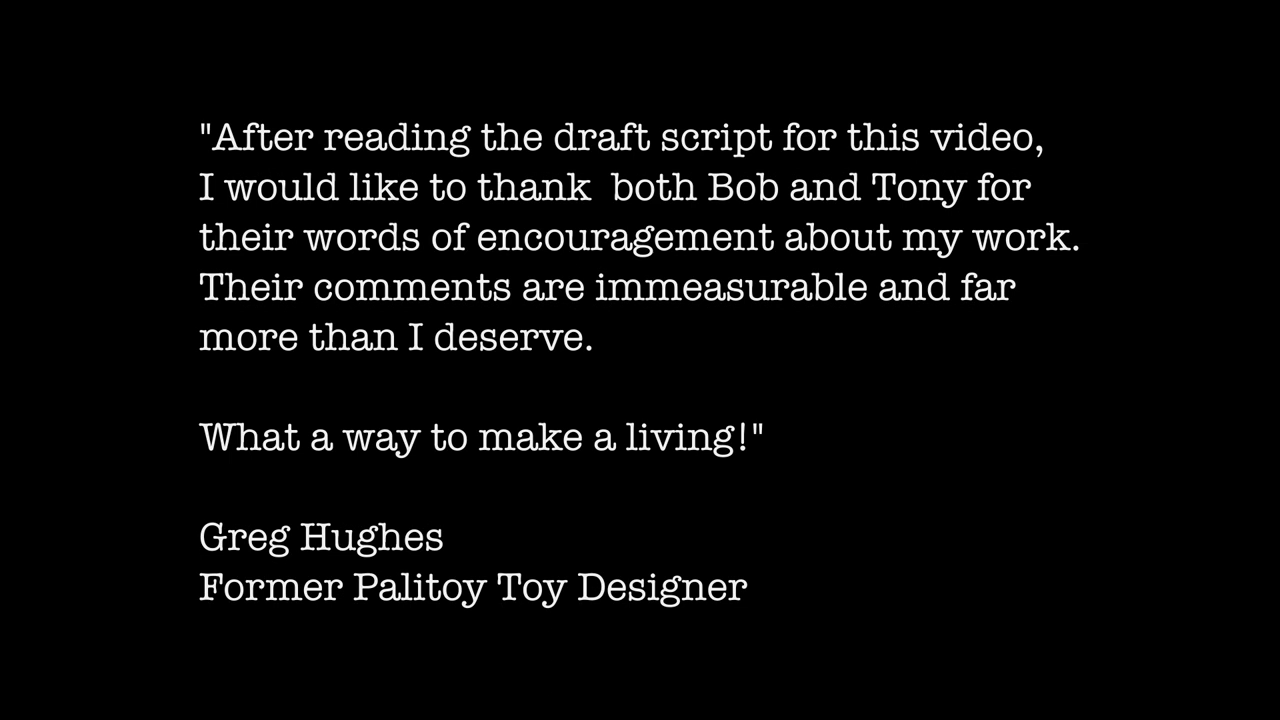 "After reading the draft script for this video,
I would like to thank  both Bob and Tony for
their words of encouragement about my work.
Their comments are immeasurable and far
more than I deserve.
What a way to make a living!"
Greg Hughes
Former Palitoy Toy Designer